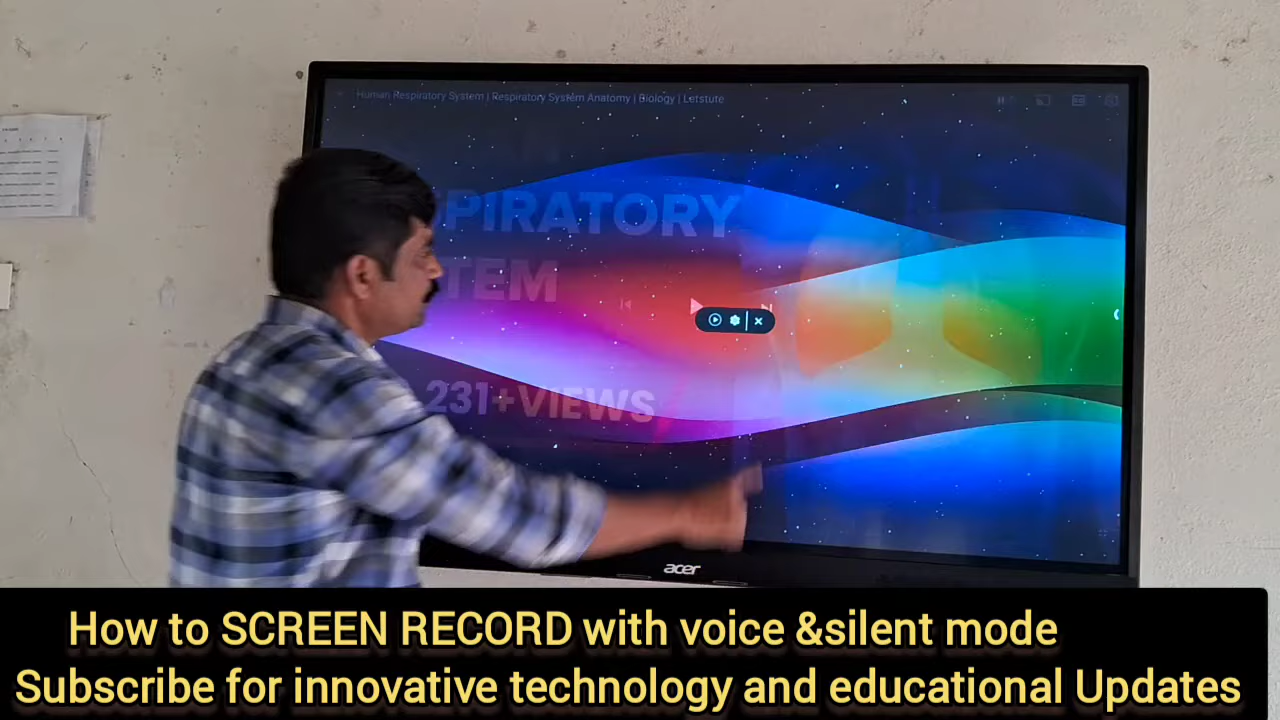 Human Respiratory System | Respiratory System Anatomy | Biology | Letstute
PIRATORY
TEM
231+VIEWS
acer
How to SCREEN RECORD with voice &silent mode
Subscribe for innovative technology and educational Updates